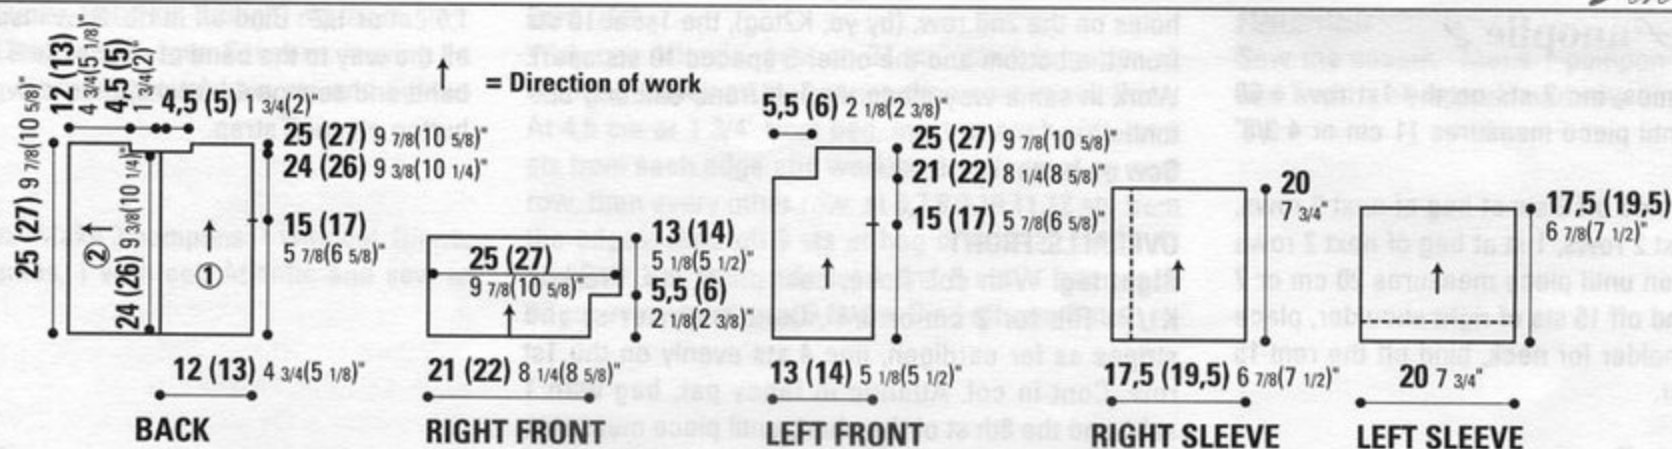 12 (13)
4 3/4(5 1/8)"
4,5 (5)
1 3/4(2)"
4,5 (5) 1 3/4(2)"
25 (27) 9 7/8(10 5/8)"
24 (26) 9 3/8(10 1/4)"
15 (17)
5 7/8(6 5/8)"
25 (27) 9 7/8(10 5/8)"
②
24 (26) 9 3/8(10 1/4)"
①
12 (13) 4 3/4(5 1/8)"
BACK
= Direction of work
25 (27)
9 7/8(10 5/8)"
13 (14)
5 1/8(5 1/2)"
5,5 (6)
2 1/8(2 3/8)"
21 (22) 8 1/4(8 5/8)"
RIGHT FRONT
5,5 (6) 2 1/8(2 3/8)"
25 (27) 9 7/8(10 5/8)"
21 (22) 8 1/4(8 5/8)"
15 (17) 5 7/8(6 5/8)"
13 (14) 5 1/8(5 1/2)"
LEFT FRONT
20
7 3/4"
17,5 (19,5) 6 7/8(7 1/2)"
RIGHT SLEEVE
17,5 (19,5)
6 7/8(7 1/2)"
20 7 3/4"
LEFT SLEEVE